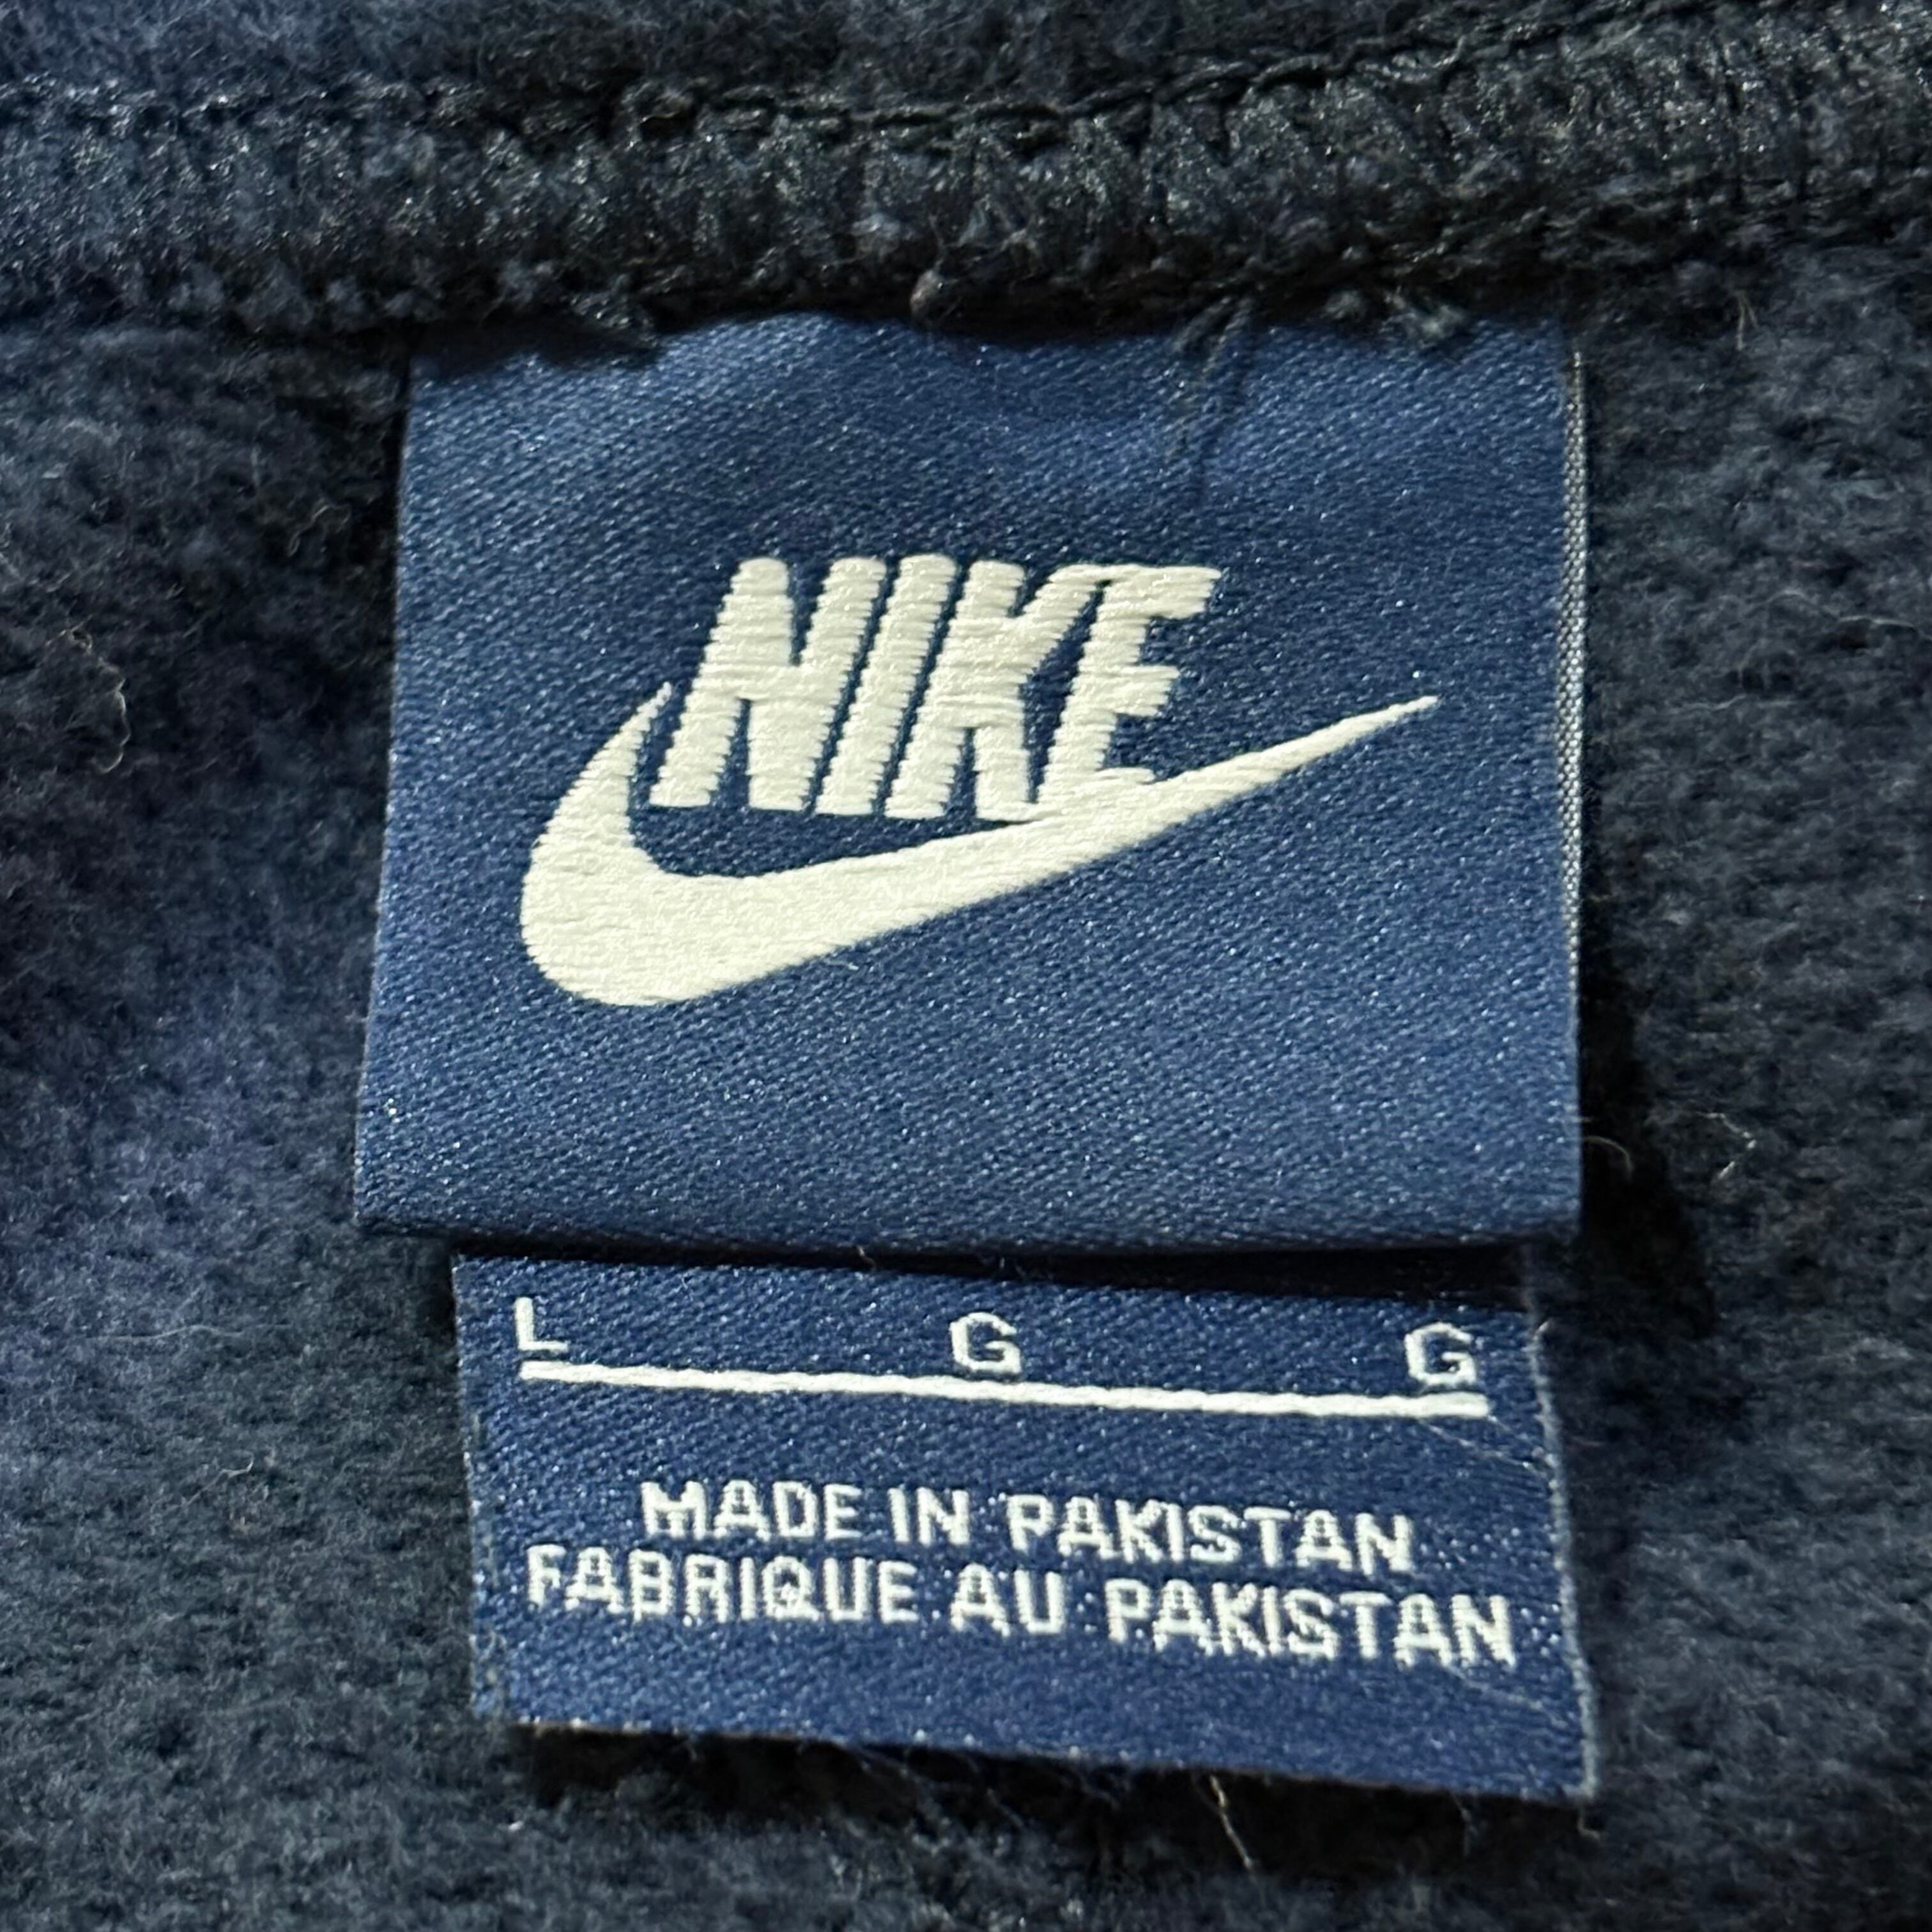 NIKE
L G G
MADE IN PAKISTAN
FABRIQUE AU PAKISTAN